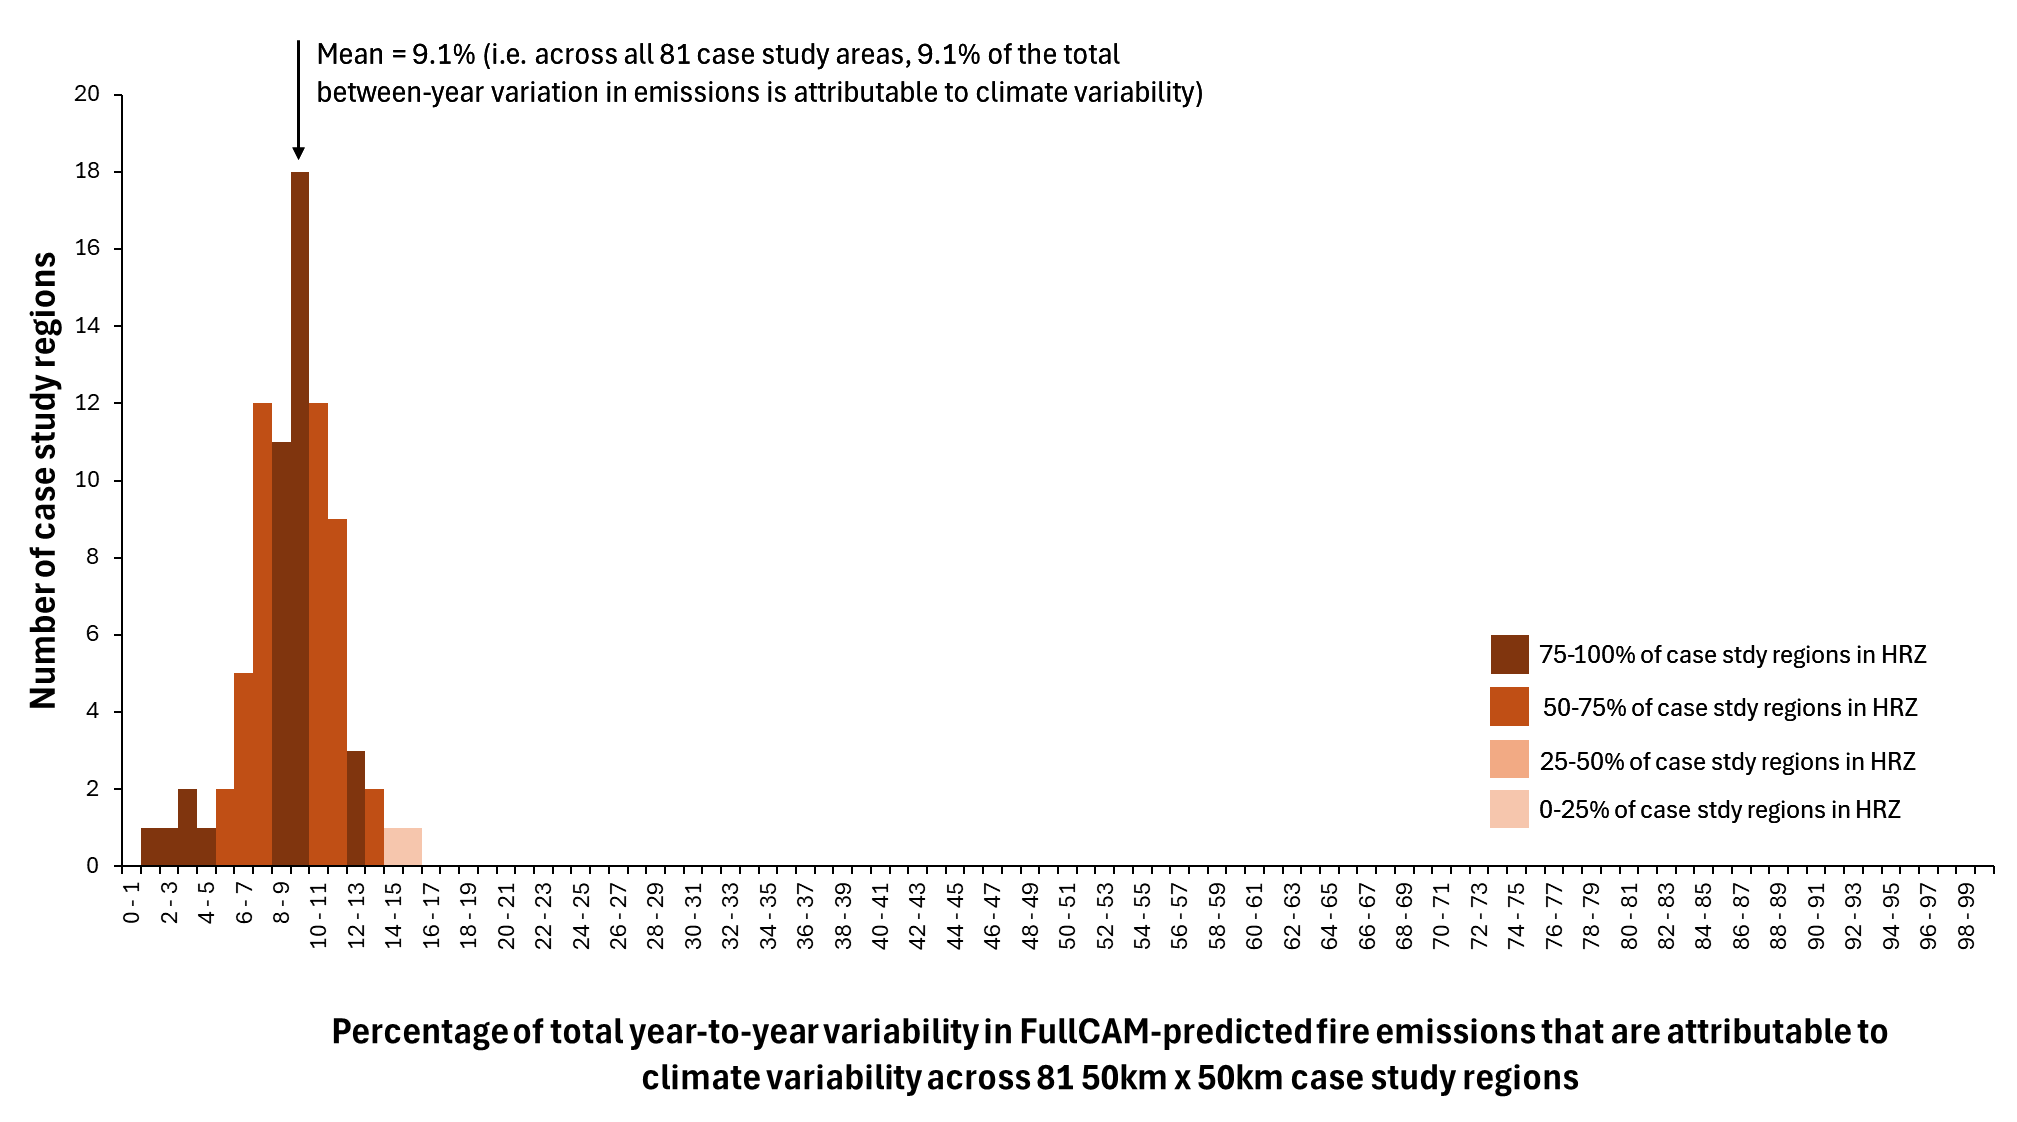 Mean = 9.1% (i.e. across all 81 case study areas, 9.1% of the total
between-year variation in emissions is attributable to climate variability)
Number of case study regions
20
18
16
14
12
10
8
6
4
2
0
75-100% of case stdy regions in HRZ
50-75% of case stdy regions in HRZ
25-50% of case stdy regions in HRZ
0-25% of case stdy regions in HRZ
0 - 1
2 - 3
4 - 5
6 - 7
8 - 9
10 - 11
12 - 13
14 - 15
16 - 17
18 - 19
20 - 21
22 - 23
24 - 25
26 - 27
28 - 29
30 - 31
32 - 33
34 - 35
36 - 37
38 - 39
40 - 41
42 - 43
44 - 45
46 - 47
48 - 49
50 - 51
52 - 53
54 - 55
56 - 57
58 - 59
60 - 61
62 - 63
64 - 65
66 - 67
68 - 69
70 - 71
72 - 73
74 - 75
76 - 77
78 - 79
80 - 81
82 - 83
84 - 85
86 - 87
88 - 89
90 - 91
92 - 93
94 - 95
96 - 97
98 - 99
Percentage of total year-to-year variability in FullCAM-predicted fire emissions that are attributable to
climate variability across 81 50km x 50km case study regions